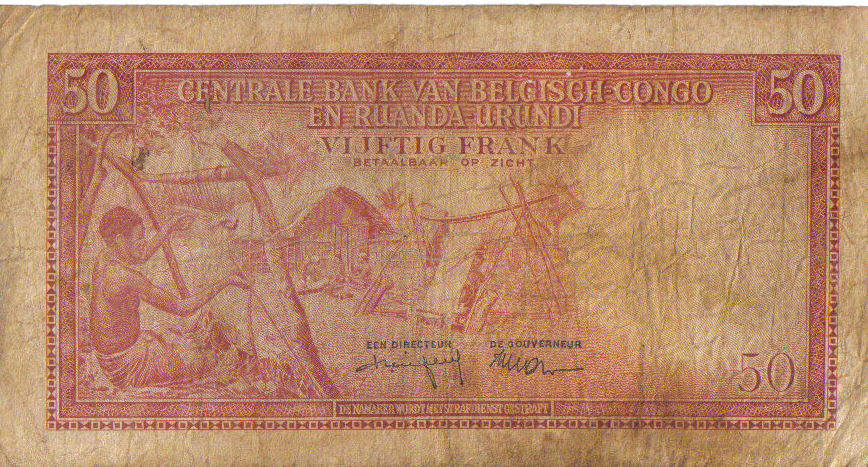 50 50
CENTRALE BANK VAN BELGISCH-CONGO
EN RUANDA-URUNDI
VIJFTIG FRANK
BETAALBAAR OP ZICHT
EEN DIRECTEUR DE GOUVERNEUR
50
DE NAMAKER WORDT MET STRAFDIENST GESTRAFT